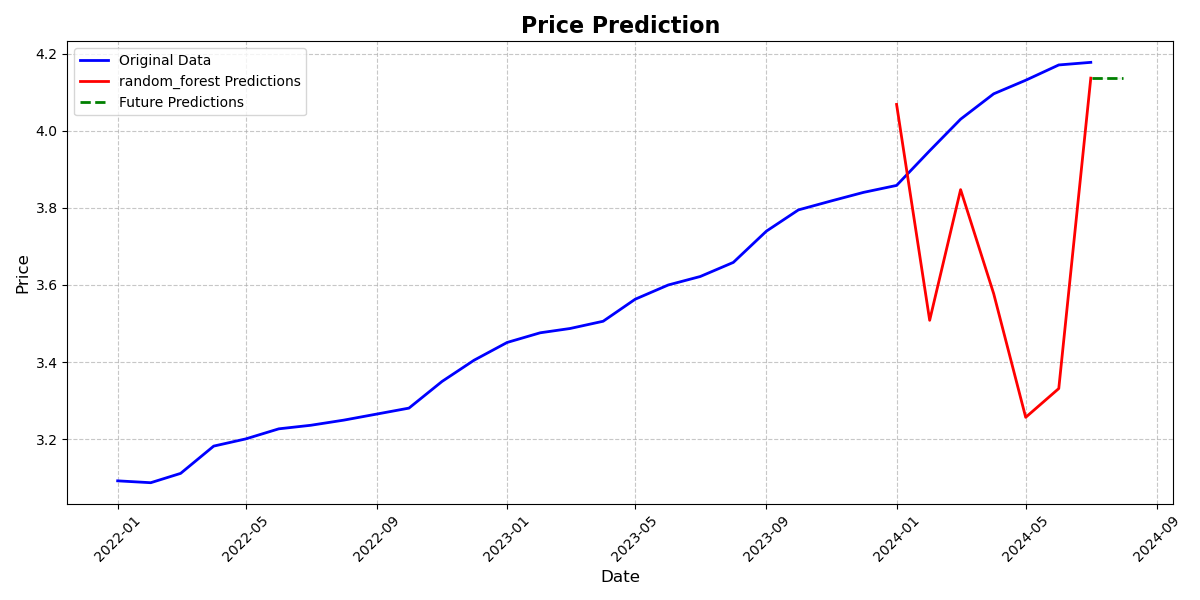 Price Prediction
Original Data
random_forest Predictions
Future Predictions
4.2
4.0
3.8
3.6
3.4
3.2
Price
2022-01
2022-05
2022-09
2023-01
2023-05
2023-09
2024-01
2024-05
2024-09
Date